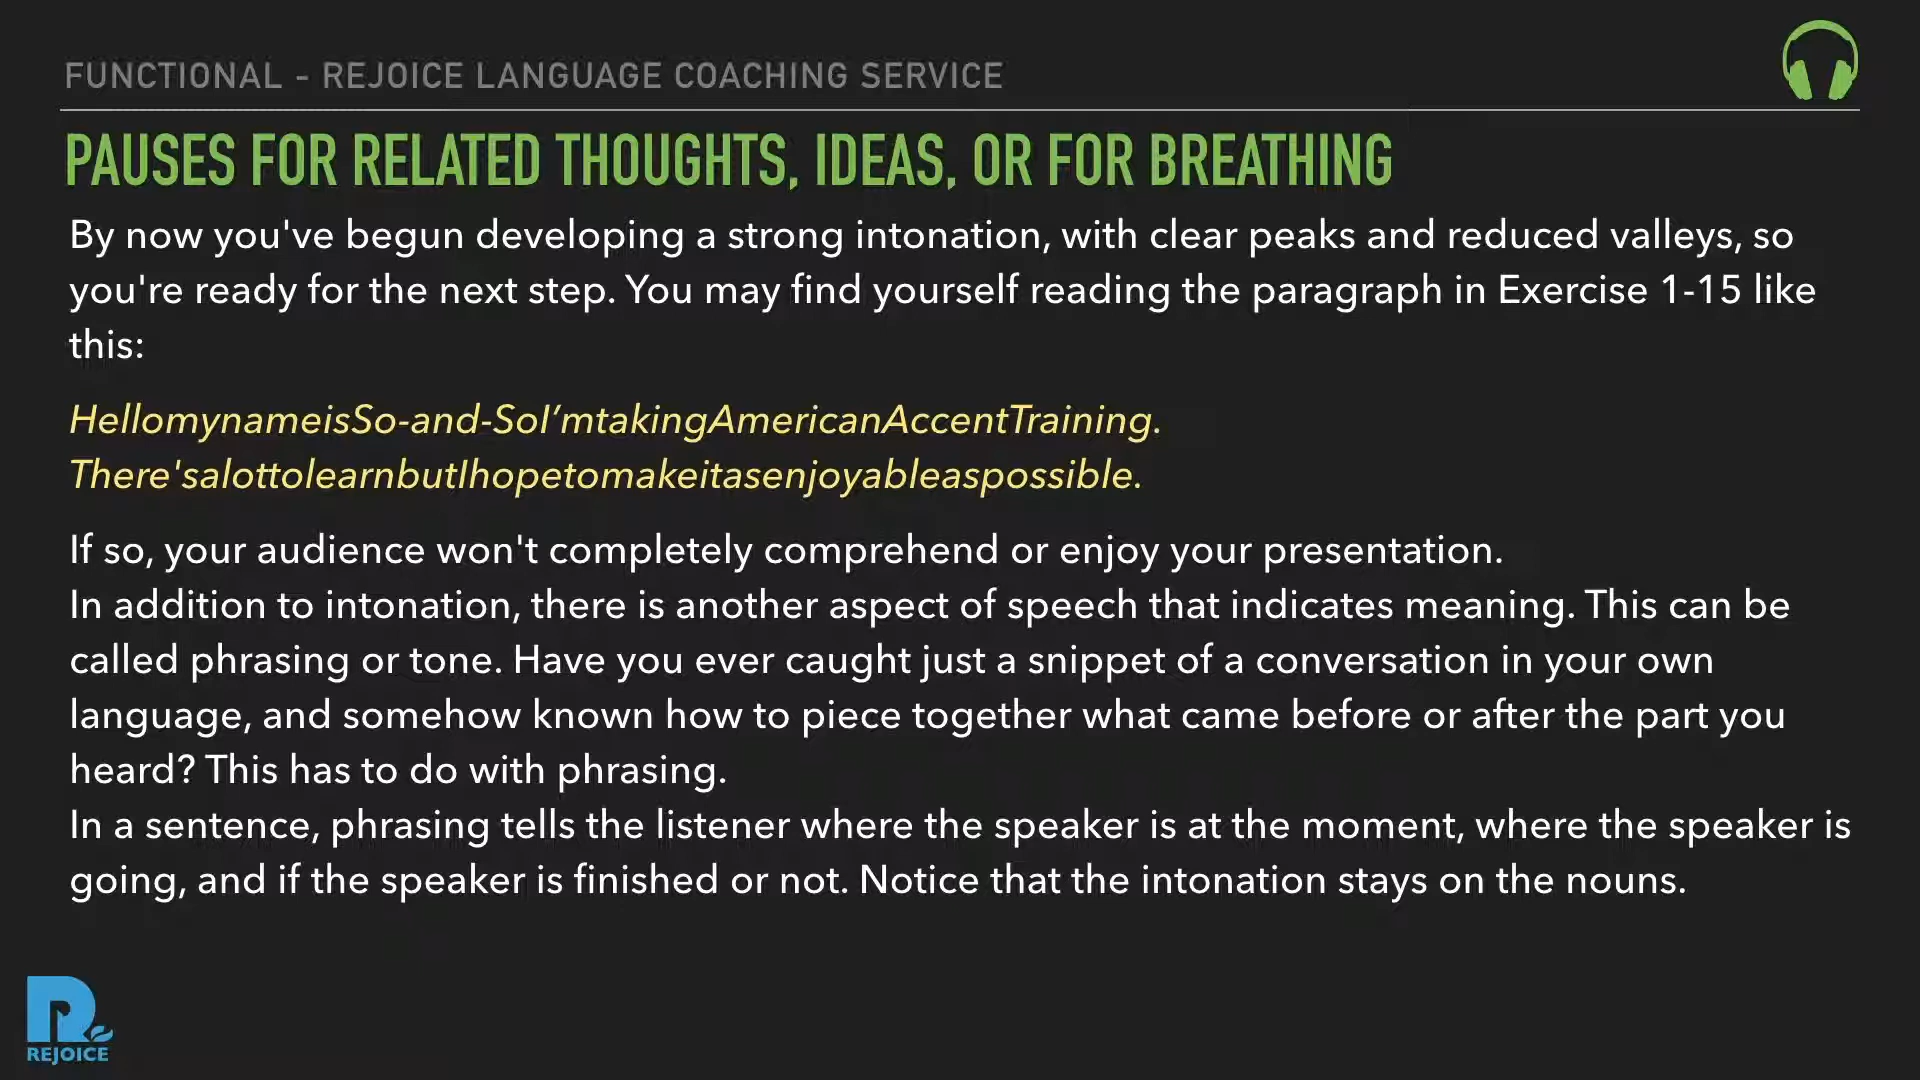 FUNCTIONAL - REJOICE LANGUAGE COACHING SERVICE
PAUSES FOR RELATED THOUGHTS, IDEAS, OR FOR BREATHING
By now you've begun developing a strong intonation, with clear peaks and reduced valleys, so
you're ready for the next step. You may find yourself reading the paragraph in Exercise 1-15 like
this:
HellomynameisSo-and-SoI’mtakingAmericanAccentTraining.
There'salottolearnbutIhopetomakeitasenjoyableaspossible.
If so, your audience won't completely comprehend or enjoy your presentation.
In addition to intonation, there is another aspect of speech that indicates meaning. This can be
called phrasing or tone. Have you ever caught just a snippet of a conversation in your own
language, and somehow known how to piece together what came before or after the part you
heard? This has to do with phrasing.
In a sentence, phrasing tells the listener where the speaker is at the moment, where the speaker is
going, and if the speaker is finished or not. Notice that the intonation stays on the nouns.
REJOICE